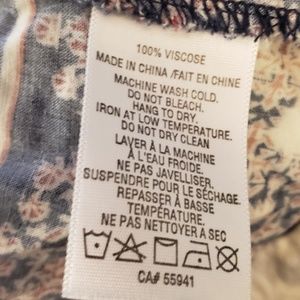 100% VISCOSE
MADE IN CHINA /FAIT EN CHINE
MACHINE WASH COLD.
DO NOT BLEACH.
HANG TO DRY.
IRON AT LOW TEMPERATURE.
DO NOT DRY CLEAN
LAVER À LA MACHINE
À L'EAU FROIDE.
NE PAS JAVELLISER.
SUSPENDRE POUR LE SÉCHAGE.
REPASSER À BASSE
TEMPÉRATURE.
NE PAS NETTOYER A SEC
CA# 55941